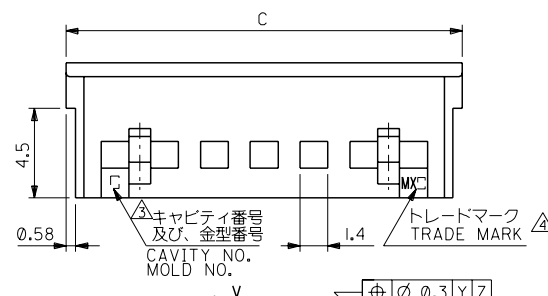 C
4.5
MX
3
キャビティ番号
及び、金型番号
CAVITY NO.
MOLD NO.
0.58
1.4
トレードマーク
TRADE MARK
4
Y
⌖ Ø 0.3 Y Z